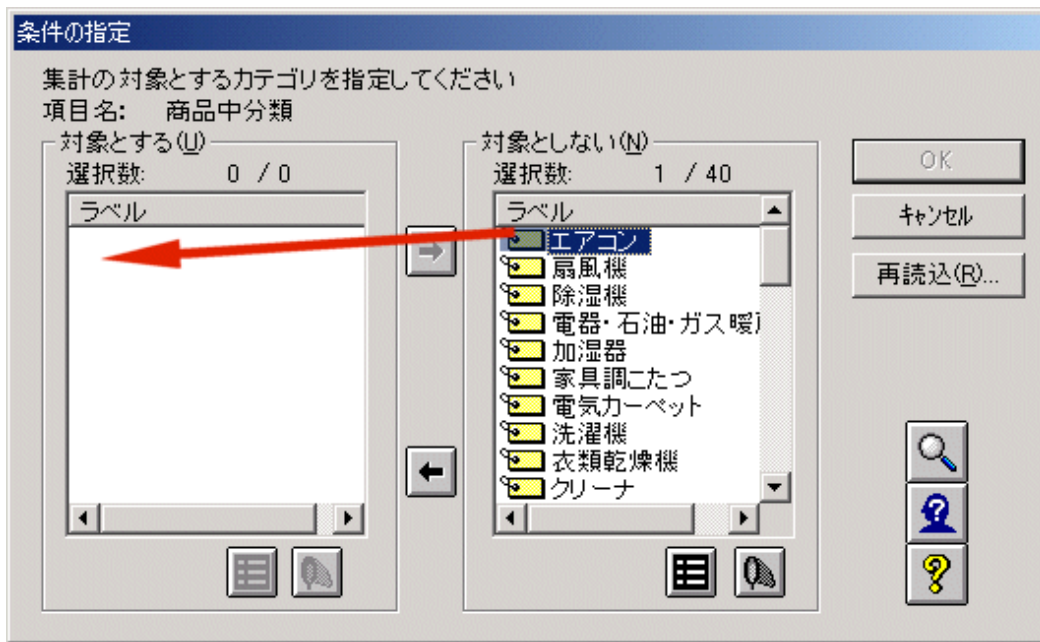 条件の指定
集計の対象とするカテゴリを指定してください
項目名: 商品中分類
対象とする(U)
選択数: 0 / 0
ラベル
対象としない(N)
選択数: 1 / 40
ラベル
エアコン
扇風機
除湿機
電器・石油・ガス暖
加湿器
家具調こたつ
電気カーペット
洗濯機
衣類乾燥機
クリーナ
OK
キャンセル
再読込(R)...